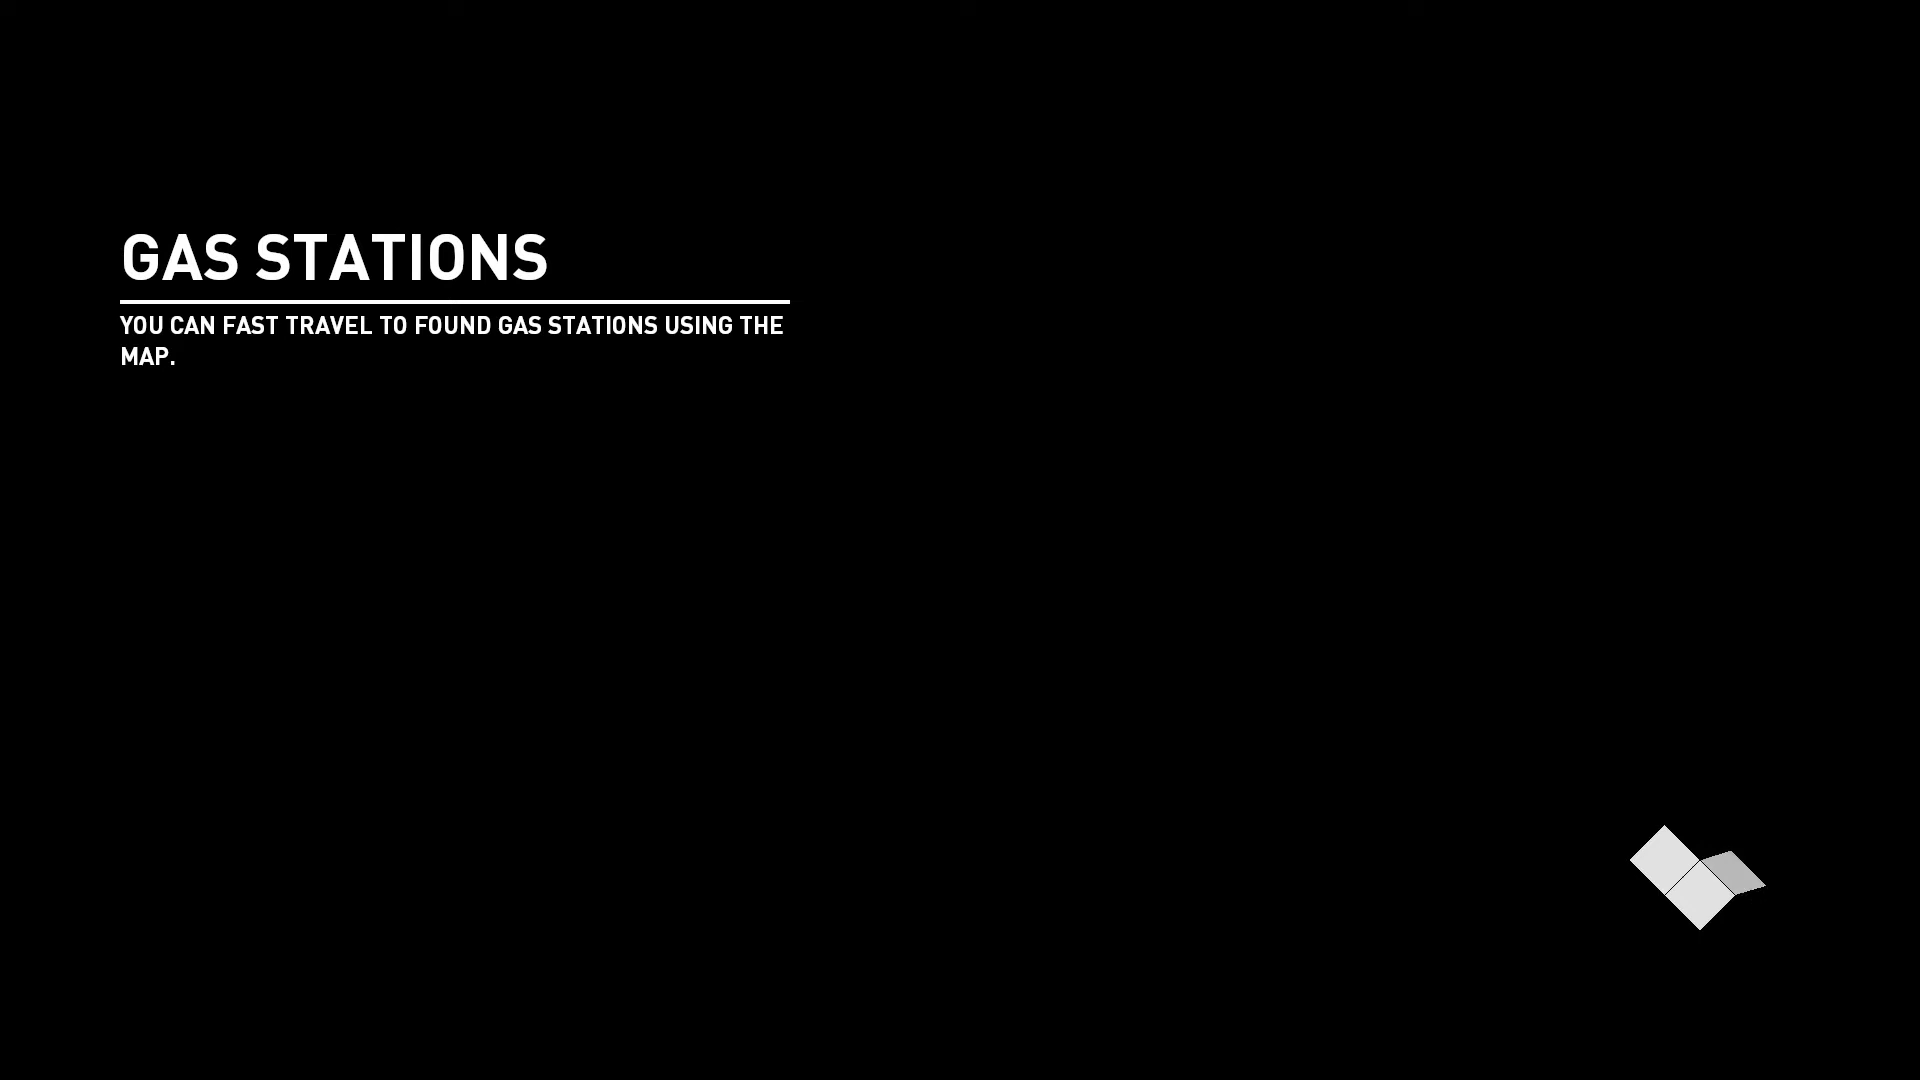 GAS STATIONS
YOU CAN FAST TRAVEL TO FOUND GAS STATIONS USING THE
MAP.